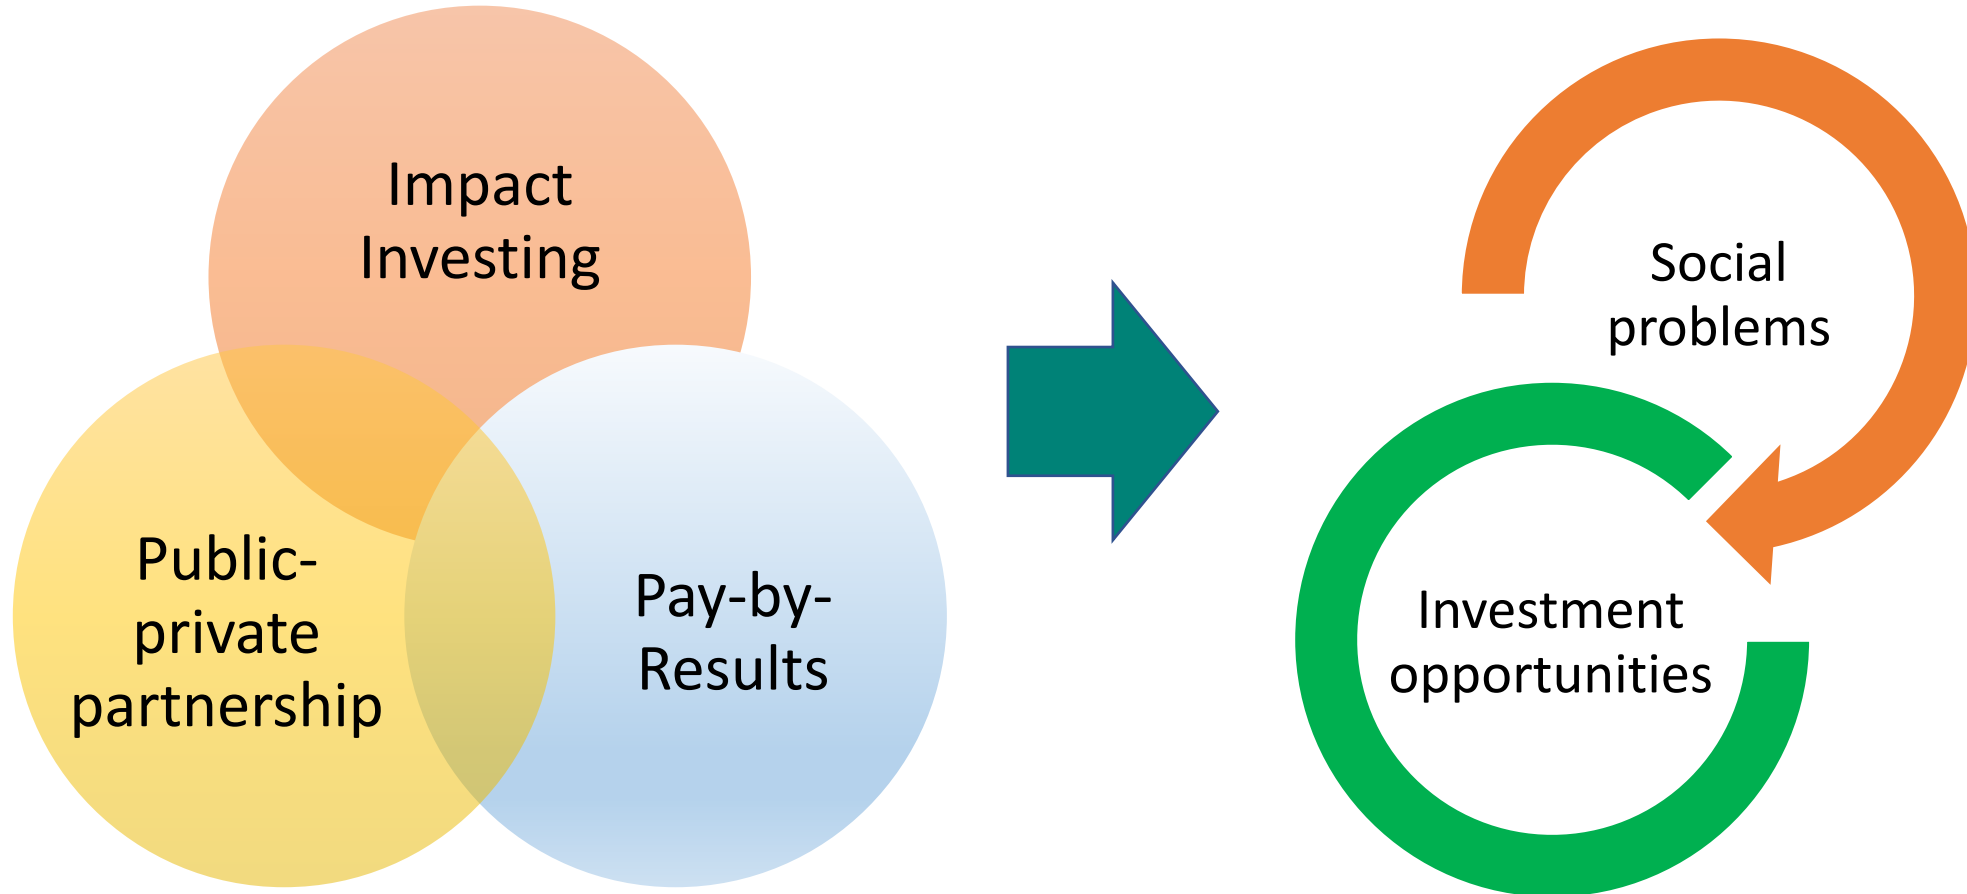 Impact
Investing
Public-
private
partnership
Pay-by-
Results
Social
problems
Investment
opportunities